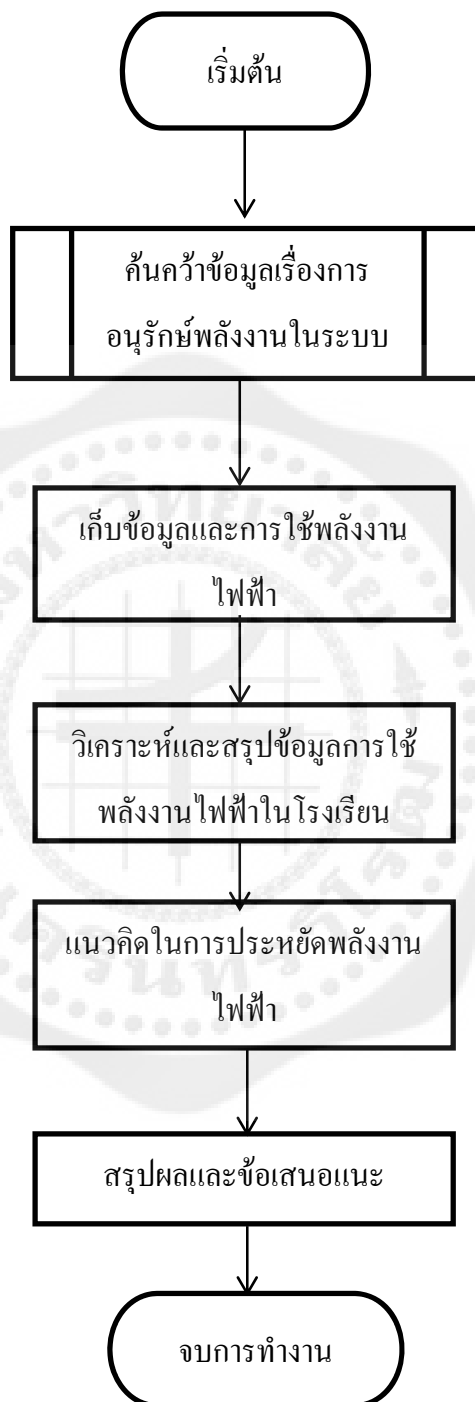 เริ่มต้น
ค้นคว้าข้อมูลเรื่องการ
อนุรักษ์พลังงานในระบบ
เก็บข้อมูลและการใช้พลังงาน
ไฟฟ้า
วิเคราะห์และสรุปข้อมูลการใช้
พลังงานไฟฟ้าในโรงเรียน
แนวคิดในการประหยัดพลังงาน
ไฟฟ้า
สรุปผลและข้อเสนอแนะ
จบการทำงาน